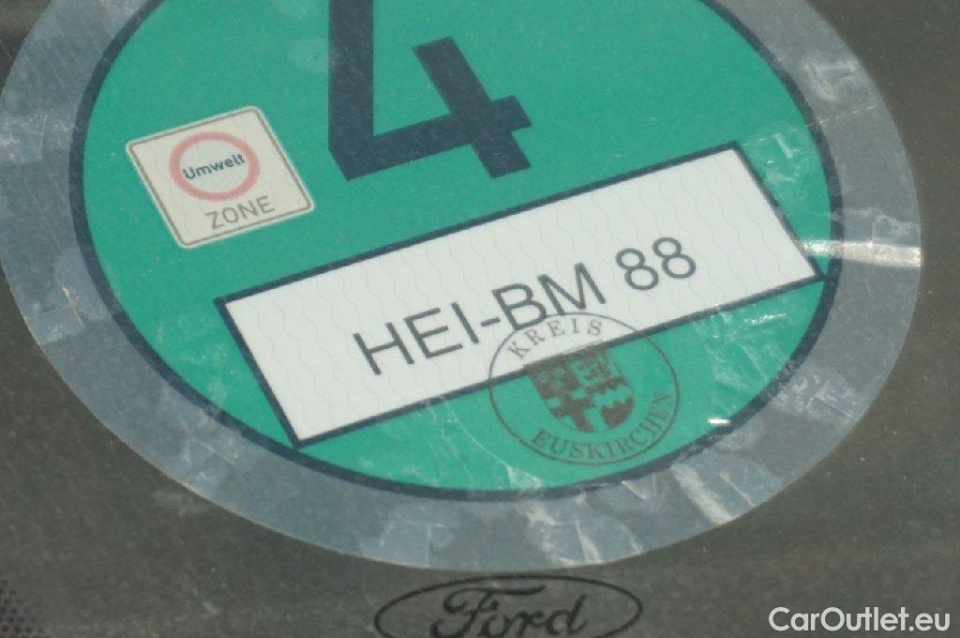 4
Umwelt
ZONE
HEI-BM 88
KREIS
EUSKIRCHEN
Ford
CarOutlet.eu